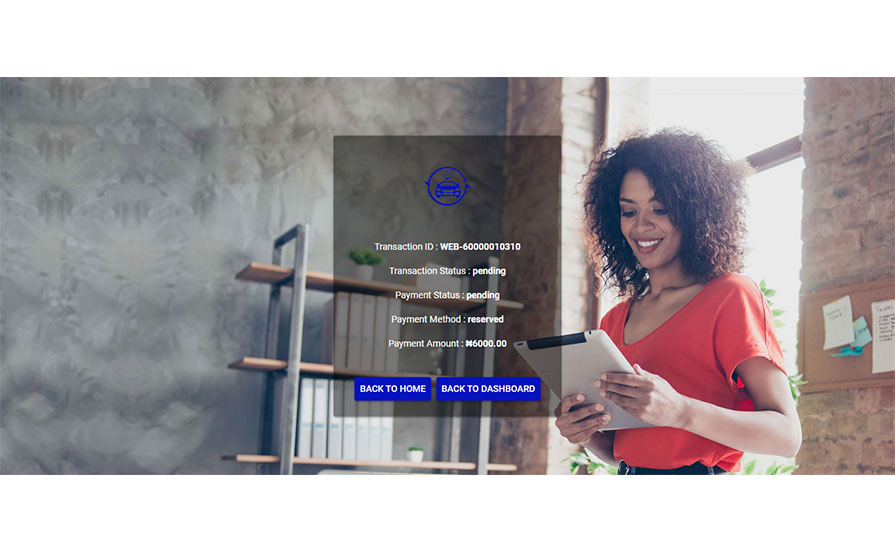 Transaction ID : WEB-60000010310
Transaction Status : pending
Payment Status : pending
Payment Method : reserved
Payment Amount : ₦6000.00
BACK TO HOME
BACK TO DASHBOARD